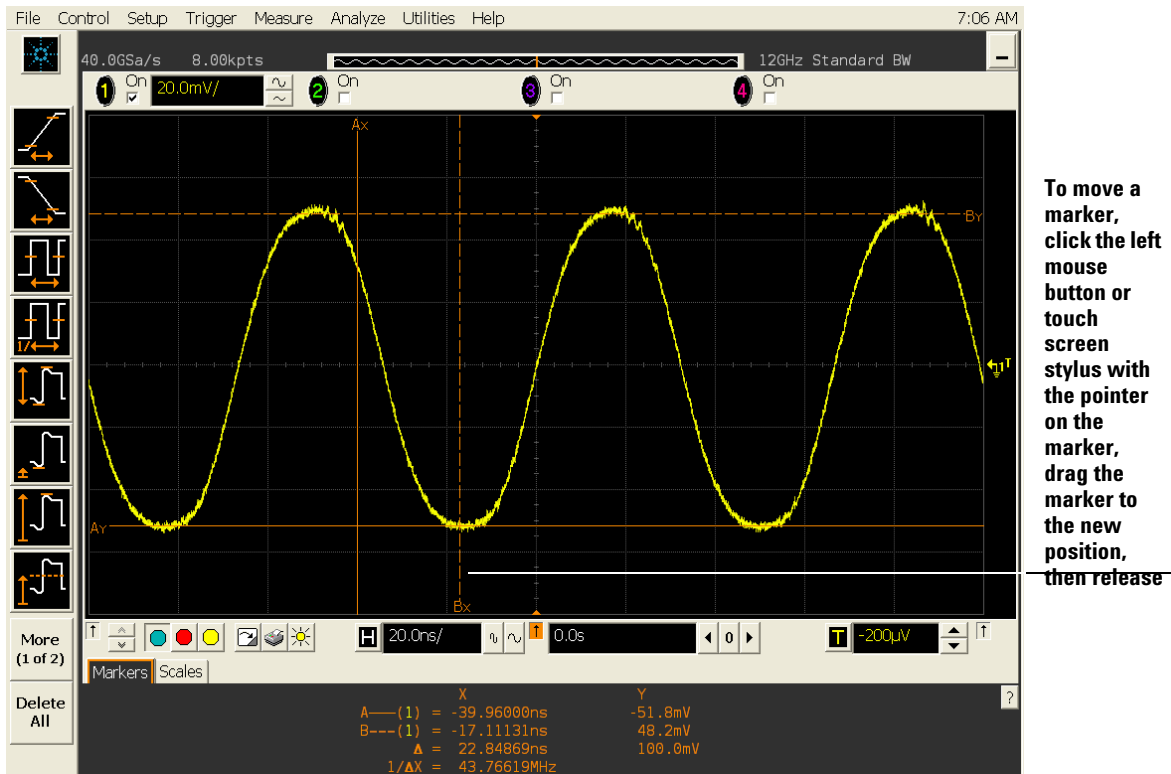 File Control Setup Trigger Measure Analyze Utilities Help 7:06 AM
40.0GSa/s 8.00kpts 12GHz Standard BW
1 On 20.0mV/ 2 On 3 On 4 On
Ax
By
Ay
Bx
1T
1/
More
(1 of 2)
Delete
All
H 20.0ns/ T 0.0s 0 T -200µV
Markers Scales
?
X Y
A——(1) = -39.96000ns -51.8mV
B---(1) = -17.11131ns 48.2mV
Δ = 22.84869ns 100.0mV
1/ΔX = 43.76619MHz
To move a
marker,
click the left
mouse
button or
touch
screen
stylus with
the pointer
on the
marker,
drag the
marker to
the new
position,
then release